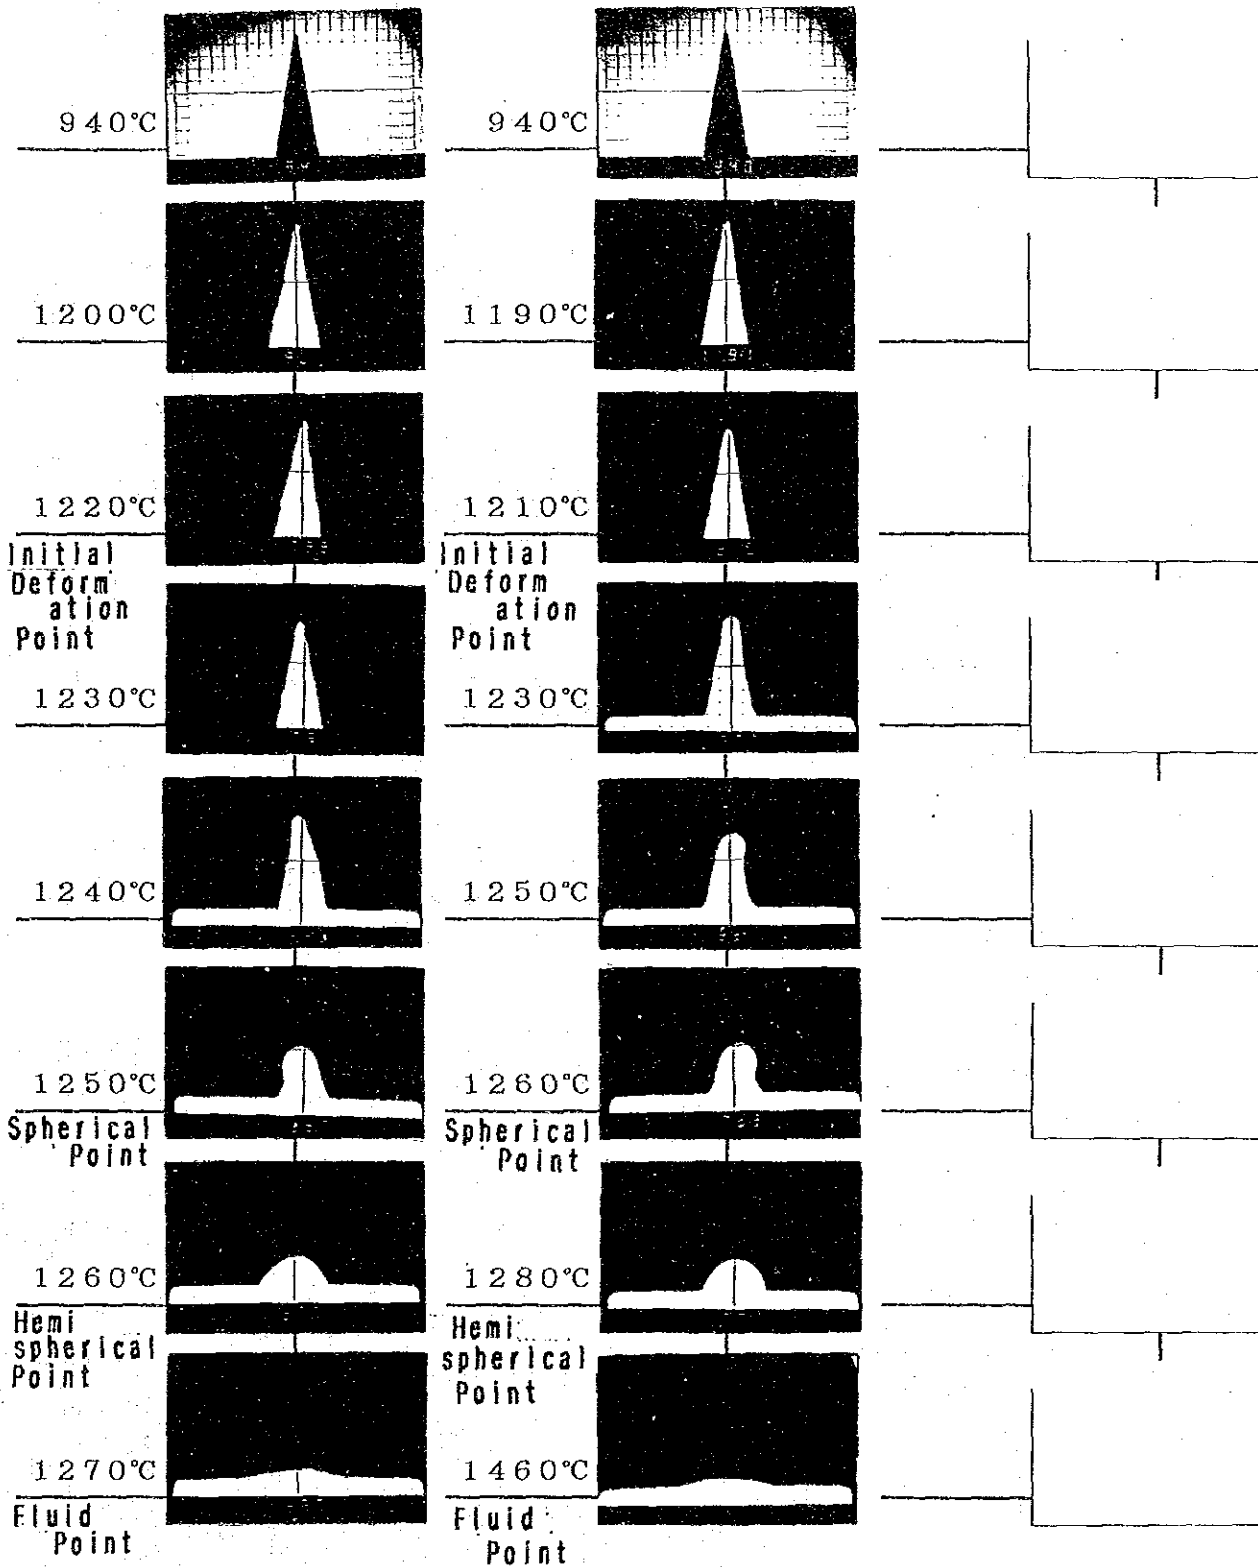 940°C
940°C
1200°C
1190°C
1220°C
Initial
Deform
ation
Point
1210°C
Initial
Deform
ation
Point
1230°C
1230°C
1240°C
1250°C
1250°C
Spherical
Point
1260°C
Spherical
Point
1260°C
Hemi
spherical
Point
1280°C
Hemi
spherical
Point
1270°C
Fluid
Point
1460°C
Fluid
Point